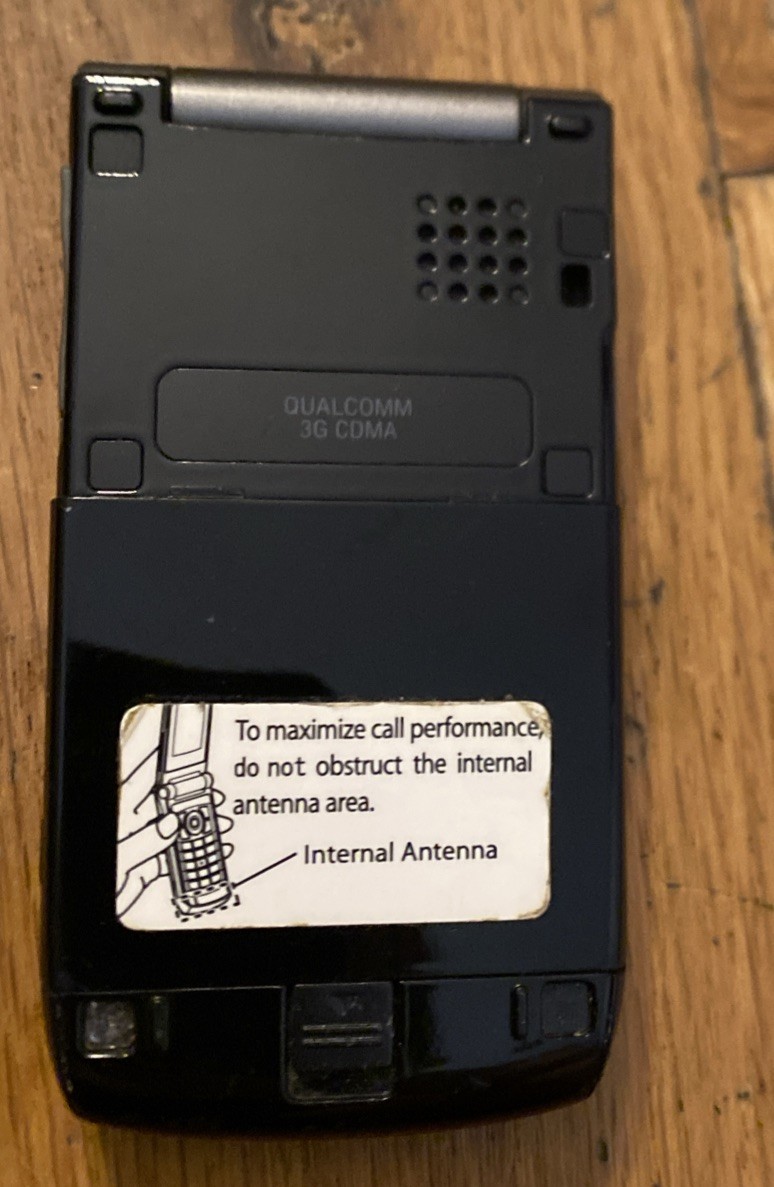 QUALCOMM
3G CDMA
To maximize call performance,
do not obstruct the internal
antenna area.
Internal Antenna